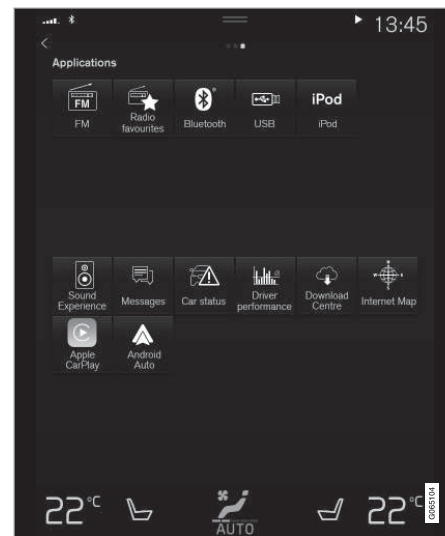 13:45
Applications
FM
FM
Radio
favourites
Bluetooth
USB
iPod
iPod
Sound
Experience
Messages
Car status
Driver
performance
Download
Centre
Internet Map
Apple
CarPlay
Android
Auto
22°C
AUTO
22°C
G065104